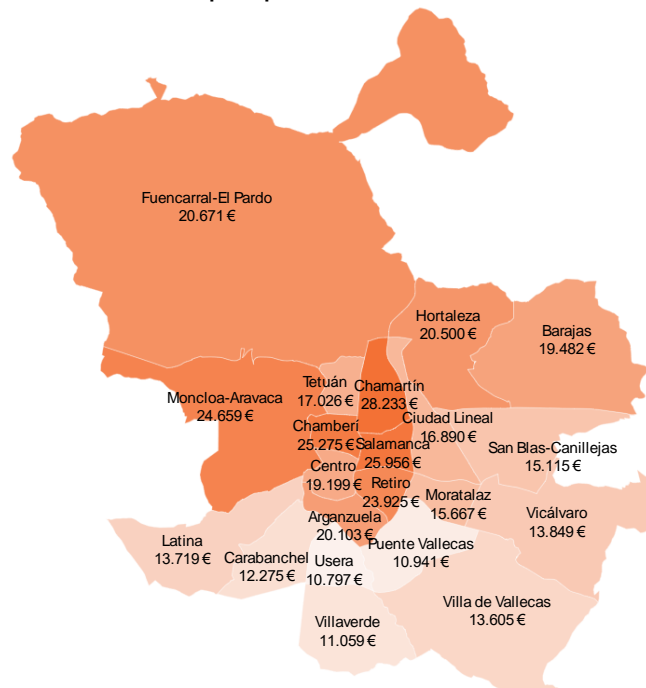 Fuencarral-El Pardo
20.671 €
Hortaleza
20.500 €
Barajas
19.482 €
Tetuán
17.026 €
Chamartín
28.233 €
Moncloa-Aravaca
24.659 €
Ciudad Lineal
16.890 €
Chamberí
25.275 €
Salamanca
25.956 €
San Blas-Canillejas
15.115 €
Centro
19.199 €
Retiro
23.925 €
Moratalaz
15.667 €
Vicálvaro
13.849 €
Arganzuela
20.103 €
Latina
13.719 €
Carabanchel
12.275 €
Usera
10.797 €
Puente Vallecas
10.941 €
Villa de Vallecas
13.605 €
Villaverde
11.059 €